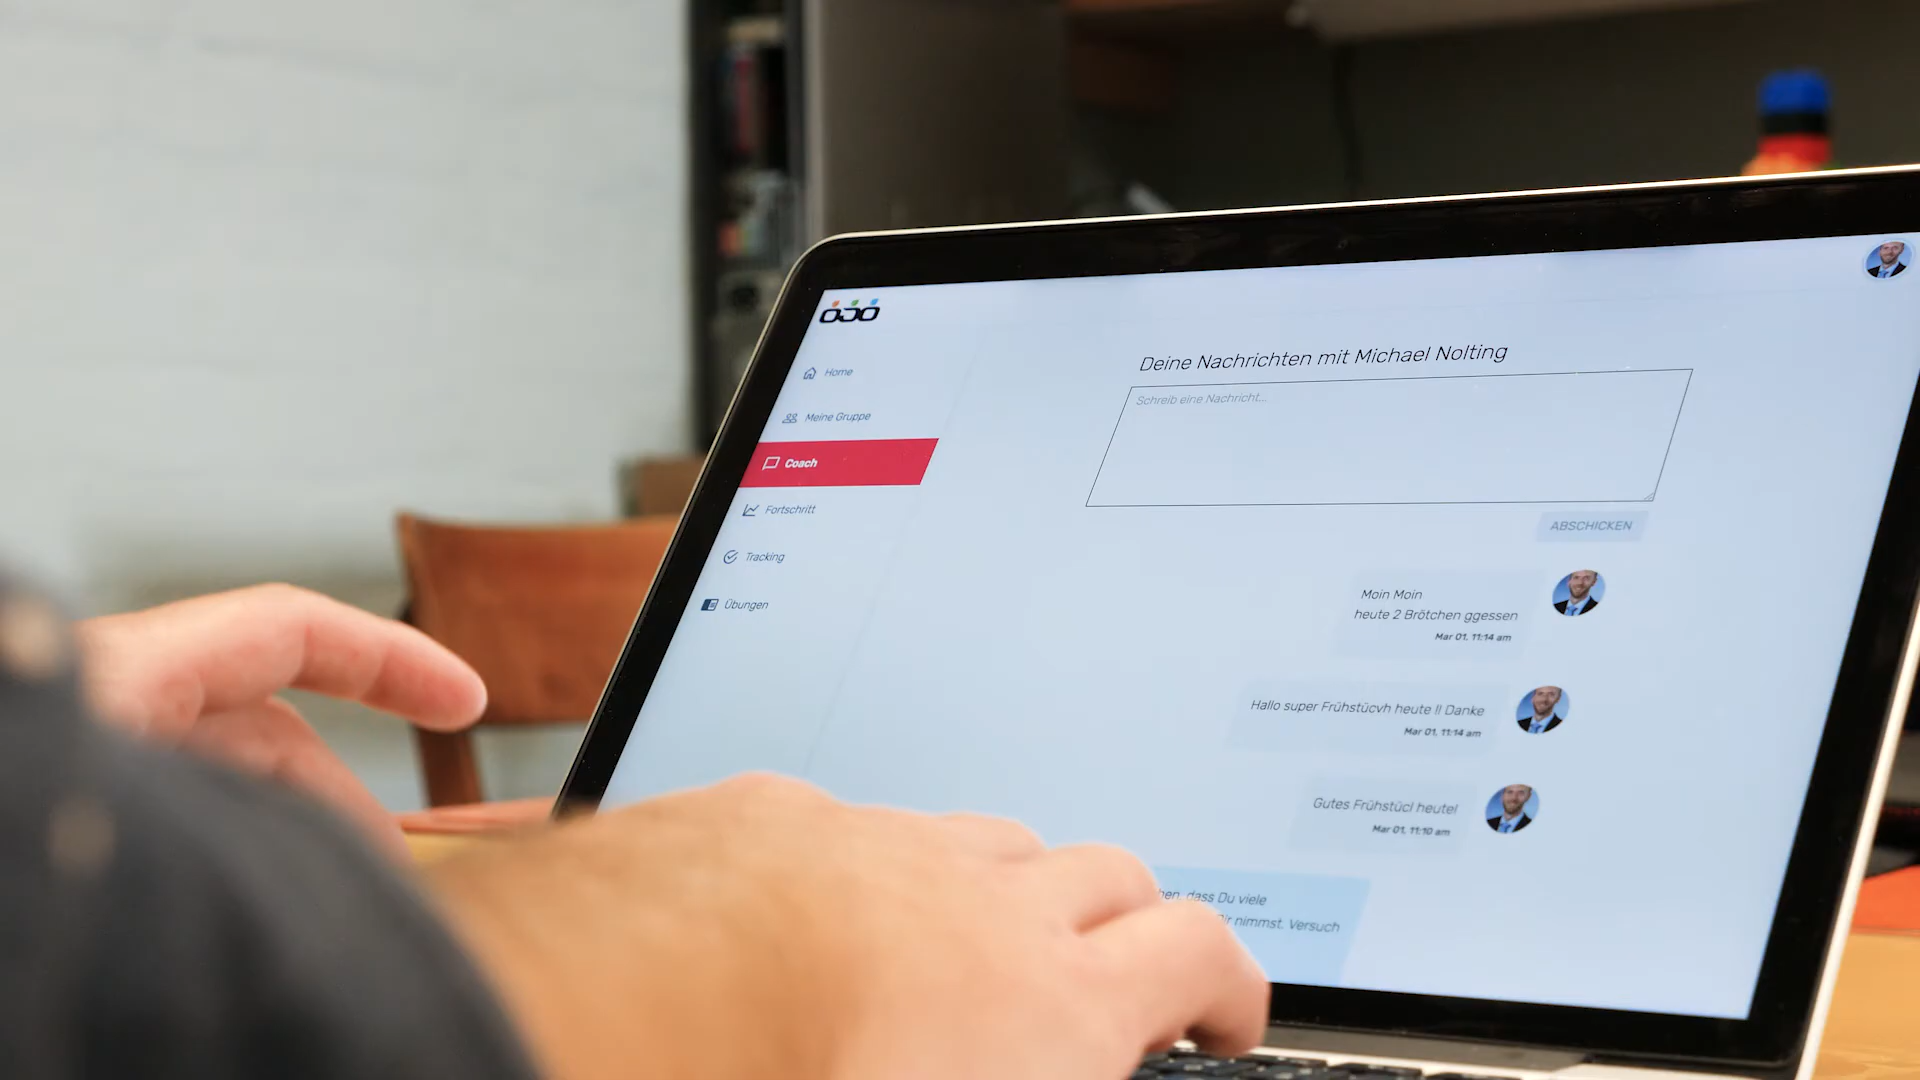 OJO
Home
Meine Gruppe
Coach
Fortschritt
Tracking
Übungen
Deine Nachrichten mit Michael Nolting
Schreib eine Nachricht...
ABSCHICKEN
Moin Moin
heute 2 Brötchen ggessen
Mar 01, 11:14 am
Hallo super Frühstücvh heute !! Danke
Mar 01, 11:14 am
Gutes Frühstücl heute!
Mar 01, 11:10 am
dass Du viele
nimmst. Versuch